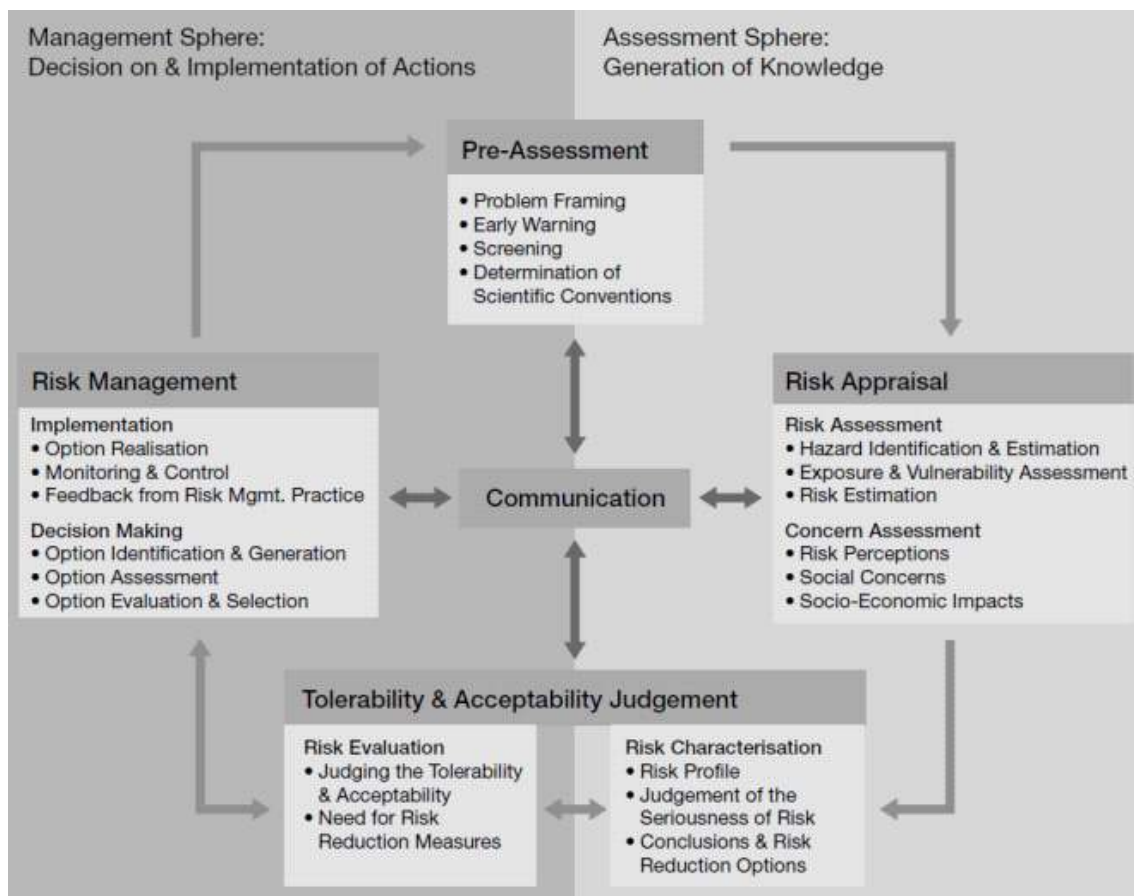 Management Sphere:
Decision on & Implementation of Actions
Assessment Sphere:
Generation of Knowledge
Pre-Assessment
• Problem Framing
• Early Warning
• Screening
• Determination of
Scientific Conventions
Risk Management
Implementation
• Option Realisation
• Monitoring & Control
• Feedback from Risk Mgmt. Practice
Decision Making
• Option Identification & Generation
• Option Assessment
• Option Evaluation & Selection
Communication
Risk Appraisal
Risk Assessment
• Hazard Identification & Estimation
• Exposure & Vulnerability Assessment
• Risk Estimation
Concern Assessment
• Risk Perceptions
• Social Concerns
• Socio-Economic Impacts
Tolerability & Acceptability Judgement
Risk Evaluation
• Judging the Tolerability
& Acceptability
• Need for Risk
Reduction Measures
Risk Characterisation
• Risk Profile
• Judgement of the
Seriousness of Risk
• Conclusions & Risk
Reduction Options